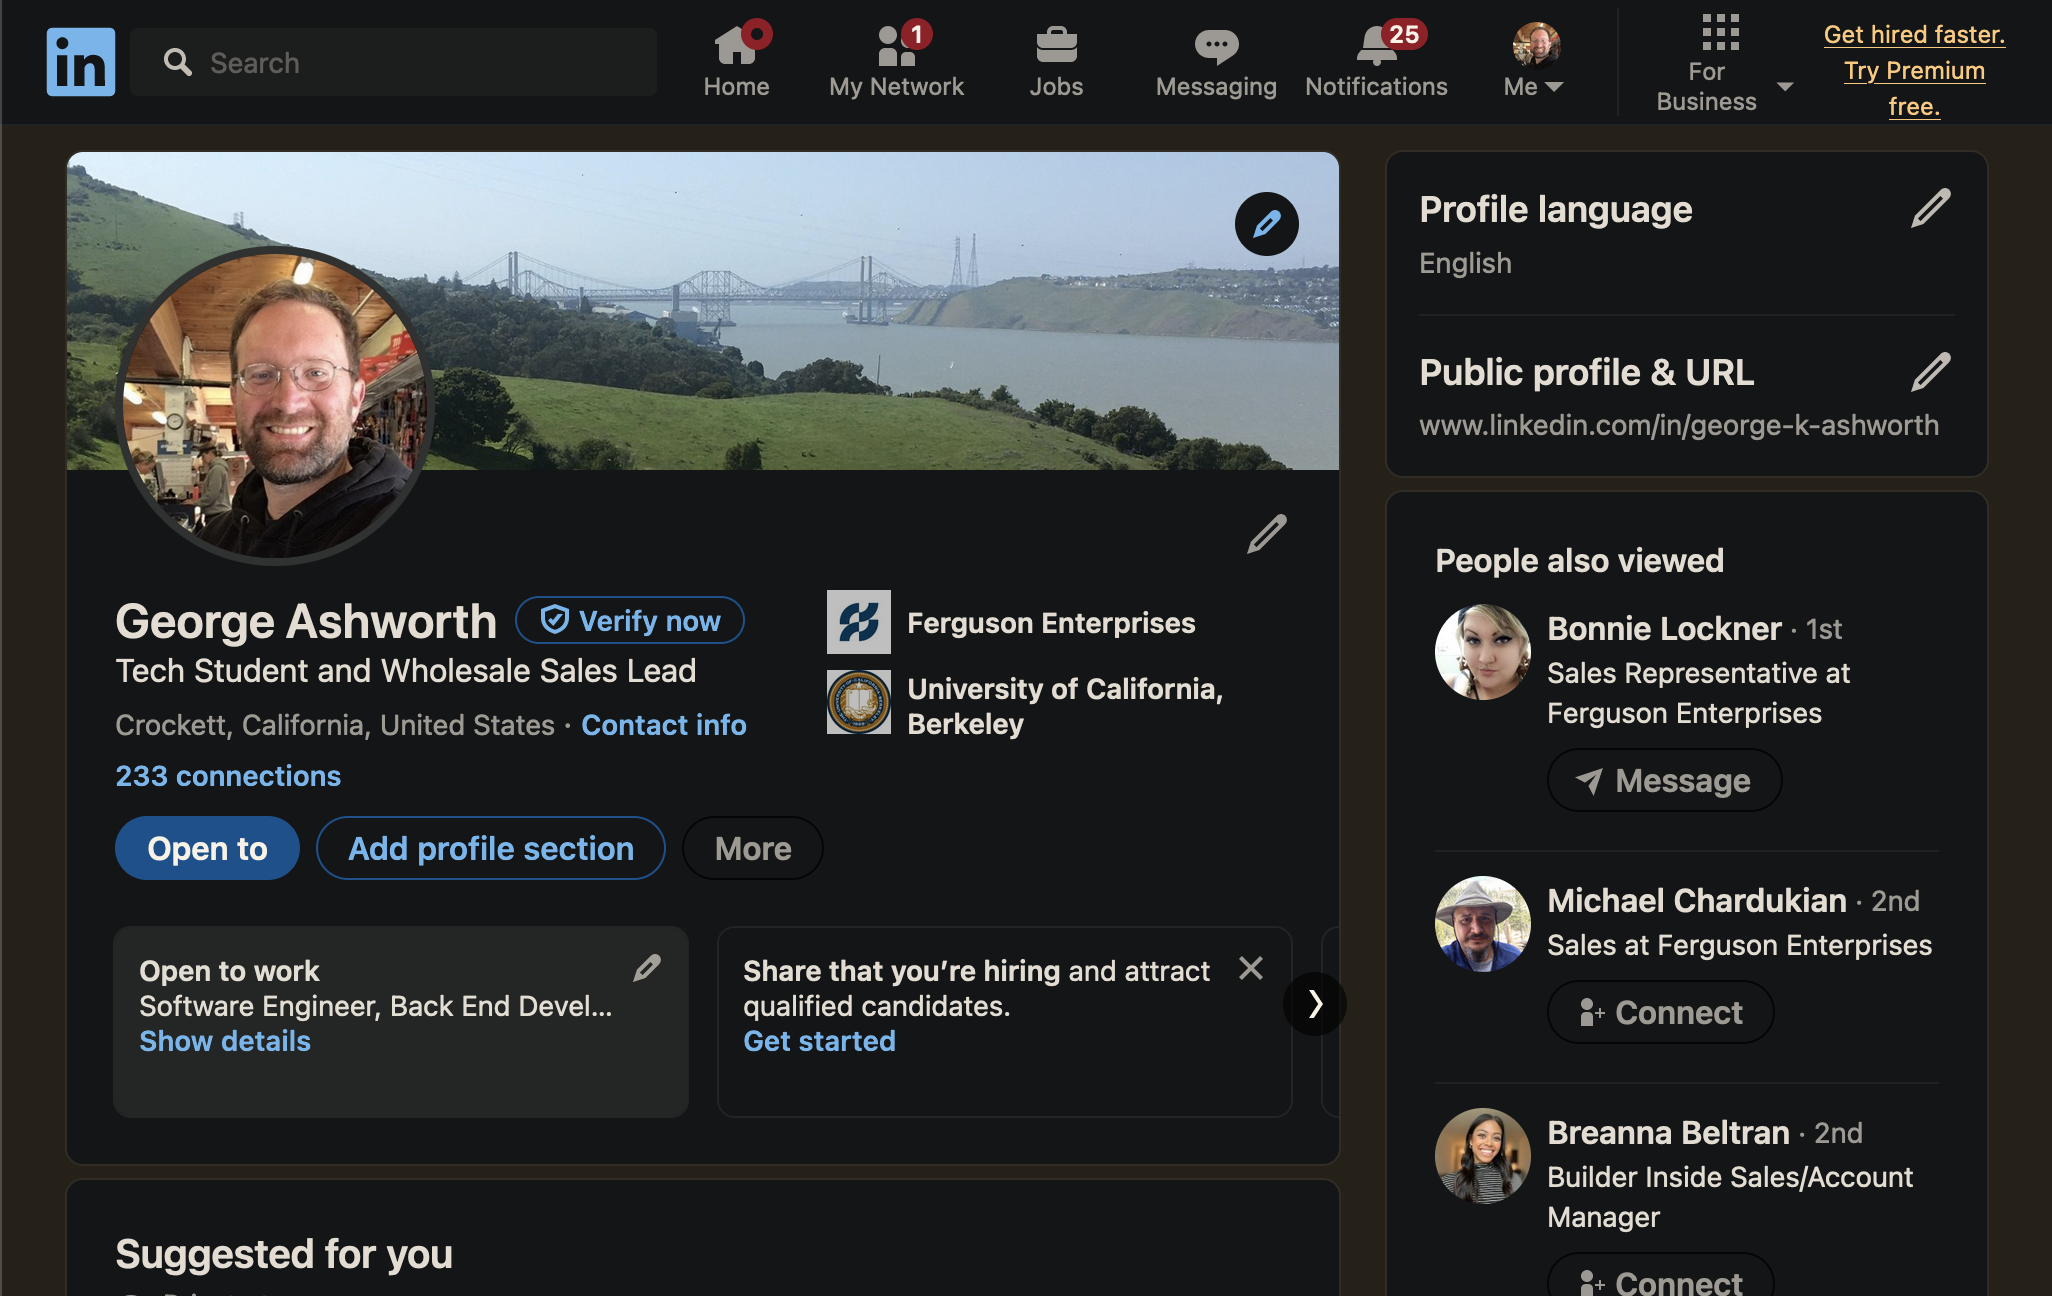 in
Search
Home
1
My Network
Jobs
Messaging
25
Notifications
Me
For
Business
Get hired faster.
Try Premium
free.
George Ashworth
Verify now
Tech Student and Wholesale Sales Lead
Crockett, California, United States · Contact info
233 connections
Ferguson Enterprises
University of California,
Berkeley
Open to
Add profile section
More
Open to work
Software Engineer, Back End Devel...
Show details
Share that you’re hiring and attract
qualified candidates.
Get started
Suggested for you
Profile language
English
Public profile & URL
www.linkedin.com/in/george-k-ashworth
People also viewed
Bonnie Lockner · 1st
Sales Representative at
Ferguson Enterprises
Message
Michael Chardukian · 2nd
Sales at Ferguson Enterprises
Connect
Breanna Beltran · 2nd
Builder Inside Sales/Account
Manager
Connect